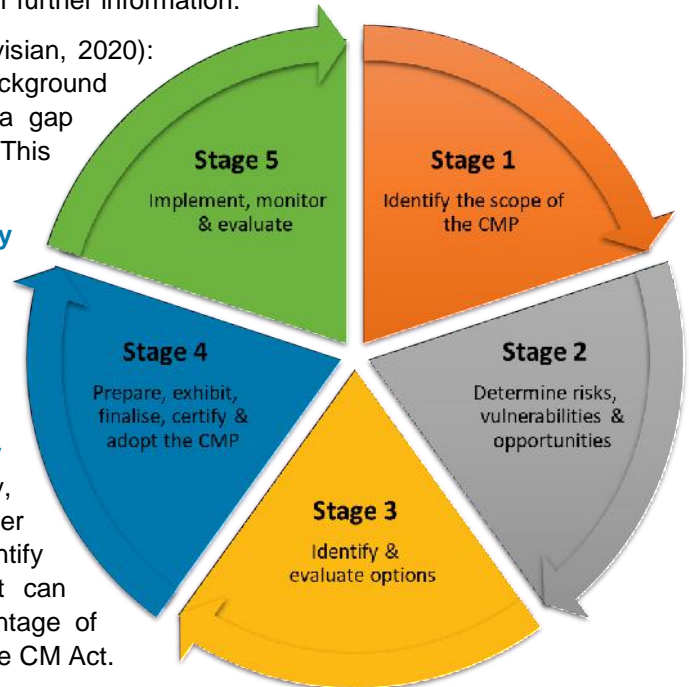 r further information.
visian, 2020):
ckground
a gap
This
y
y,
er
ntify
t can
ntage of
e CM Act.
Stage 1
Identify the scope of
the CMP
Stage 2
Determine risks,
vulnerabilities &
opportunities
Stage 3
Identify &
evaluate options
Stage 4
Prepare, exhibit,
finalise, certify &
adopt the CMP
Stage 5
Implement, monitor
& evaluate